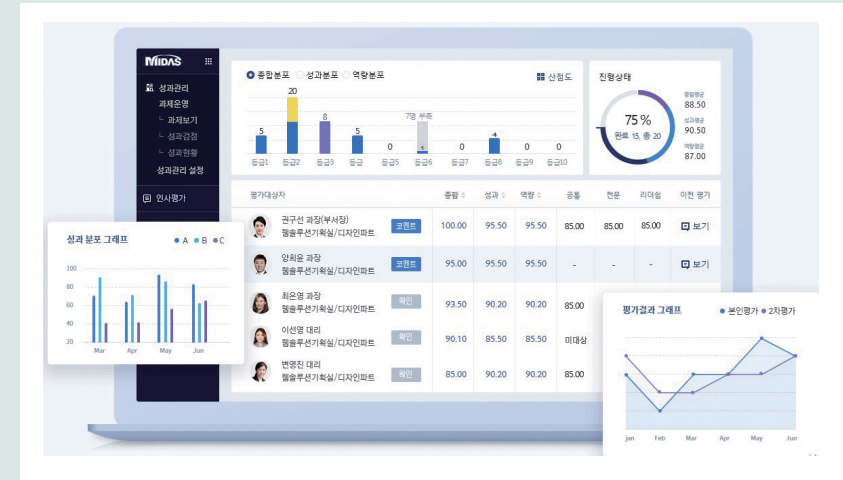 MIDAS
성과관리
과제운영
과제보기
성과검점
성과현황
성과관리 설정
인사평가
종합분포 성과분포 역량분포
산점도
20
5 8 5 7명 부족
0 1 0 4 0 0
등급1 등급2 등급3 등급 등급5 등급6 등급7 등급8 등급9 등급10
진행상태
75%
완료 15, 총 20
종합평균
88.50
성과평균
90.50
역량평균
87.00
평가대상자 종합 성과 역량 공통 전문 리더쉽 이전 평가
권구선 과장(부서장)
웹솔루션기획실/디자인파트
코멘트 100.00 95.50 95.50 85.00 85.00 85.00 보기
양희윤 과장
웹솔루션기획실/디자인파트
코멘트 95.00 95.50 95.50 - - - 보기
최은영 과장
웹솔루션기획실/디자인파트
확인 93.50 90.20 90.20 85.00
이선영 대리
웹솔루션기획실/디자인파트
확인 90.10 85.50 85.50 미대상
변명진 대리
웹솔루션기획실/디자인파트
확인 85.00 90.20 90.20 85.00
성과 분포 그래프 A B C
100
80
60
40
20
Mar Apr May Jun
평가결과 그래프 본인평가 2차평가
jan Feb Mar Apr May Jun